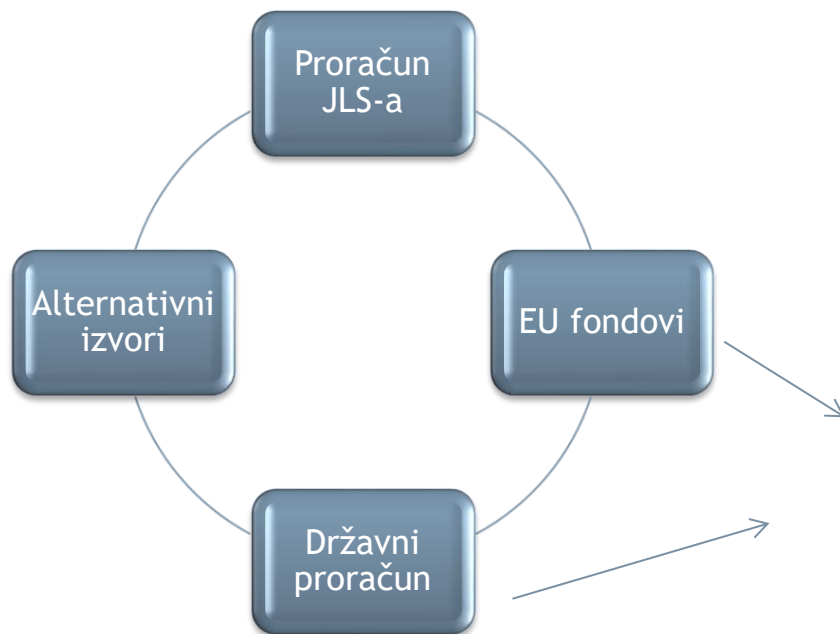 Proračun
JLS-a
Alternativni
izvori
EU fondovi
Državni
proračun